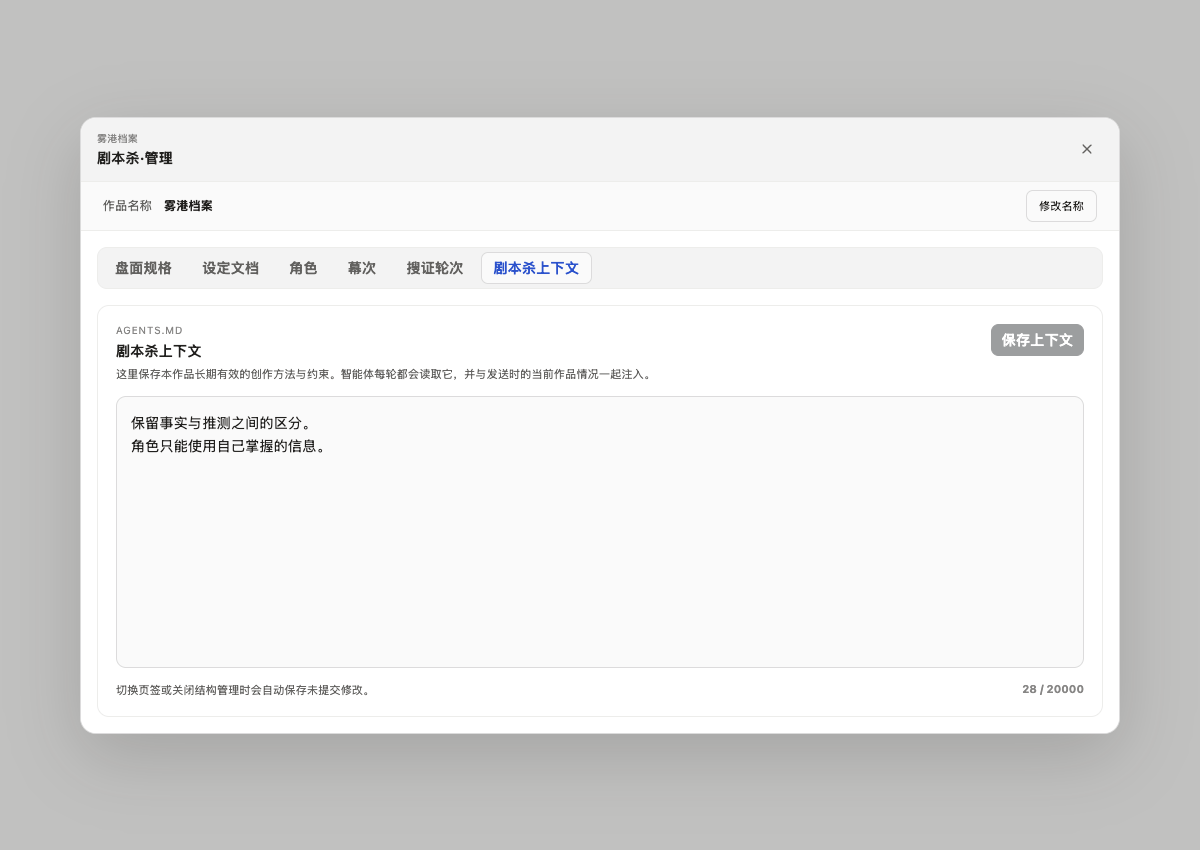 雾港档案
剧本杀·管理
×
作品名称 雾港档案 修改名称
盘面规格 设定文档 角色 幕次 搜证轮次 剧本杀上下文
AGENTS.MD
剧本杀上下文
保存上下文
这里保存本作品长期有效的创作方法与约束。智能体每轮都会读取它，并与发送时的当前作品情况一起注入。
保留事实与推测之间的区分。
角色只能使用自己掌握的信息。
切换页签或关闭结构管理时会自动保存未提交修改。 28 / 20000